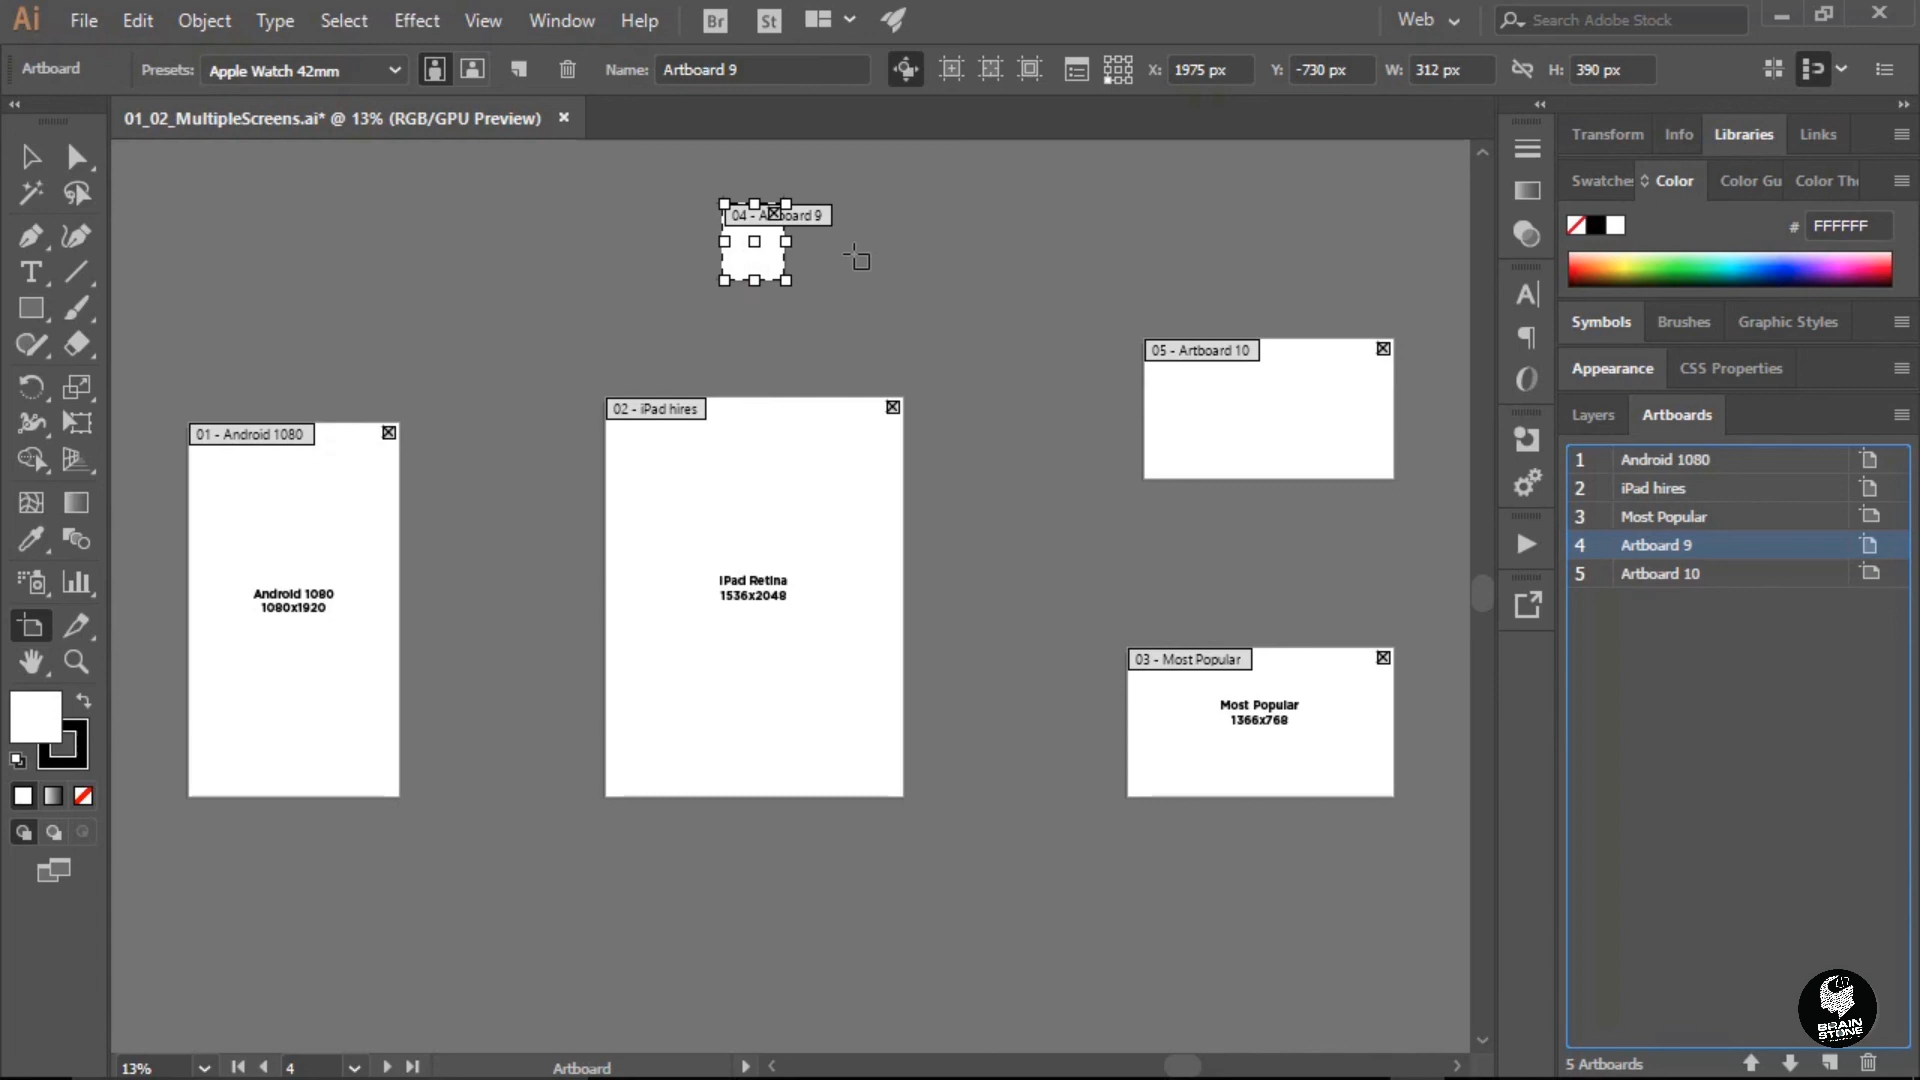 Ai File Edit Object Type Select Effect View Window Help Br St Web Search Adobe Stock
Artboard Presets: Apple Watch 42mm Name: Artboard 9 X: 1975 px Y: -730 px W: 312 px H: 390 px
01_02_MultipleScreens.ai* @ 13% (RGB/GPU Preview)
Transform Info Libraries Links
Swatches Color Color Gu Color The
# FFFFFF
Symbols Brushes Graphic Styles
Appearance CSS Properties
Layers Artboards
1 Android 1080
2 iPad hires
3 Most Popular
4 Artboard 9
5 Artboard 10
04 - Artboard 9
05 - Artboard 10
02 - iPad hires
01 - Android 1080
iPad Retina
1536x2048
Android 1080
1080x1920
03 - Most Popular
Most Popular
1366x768
BRAIN
STONE
13% 4 Artboard
5 Artboards